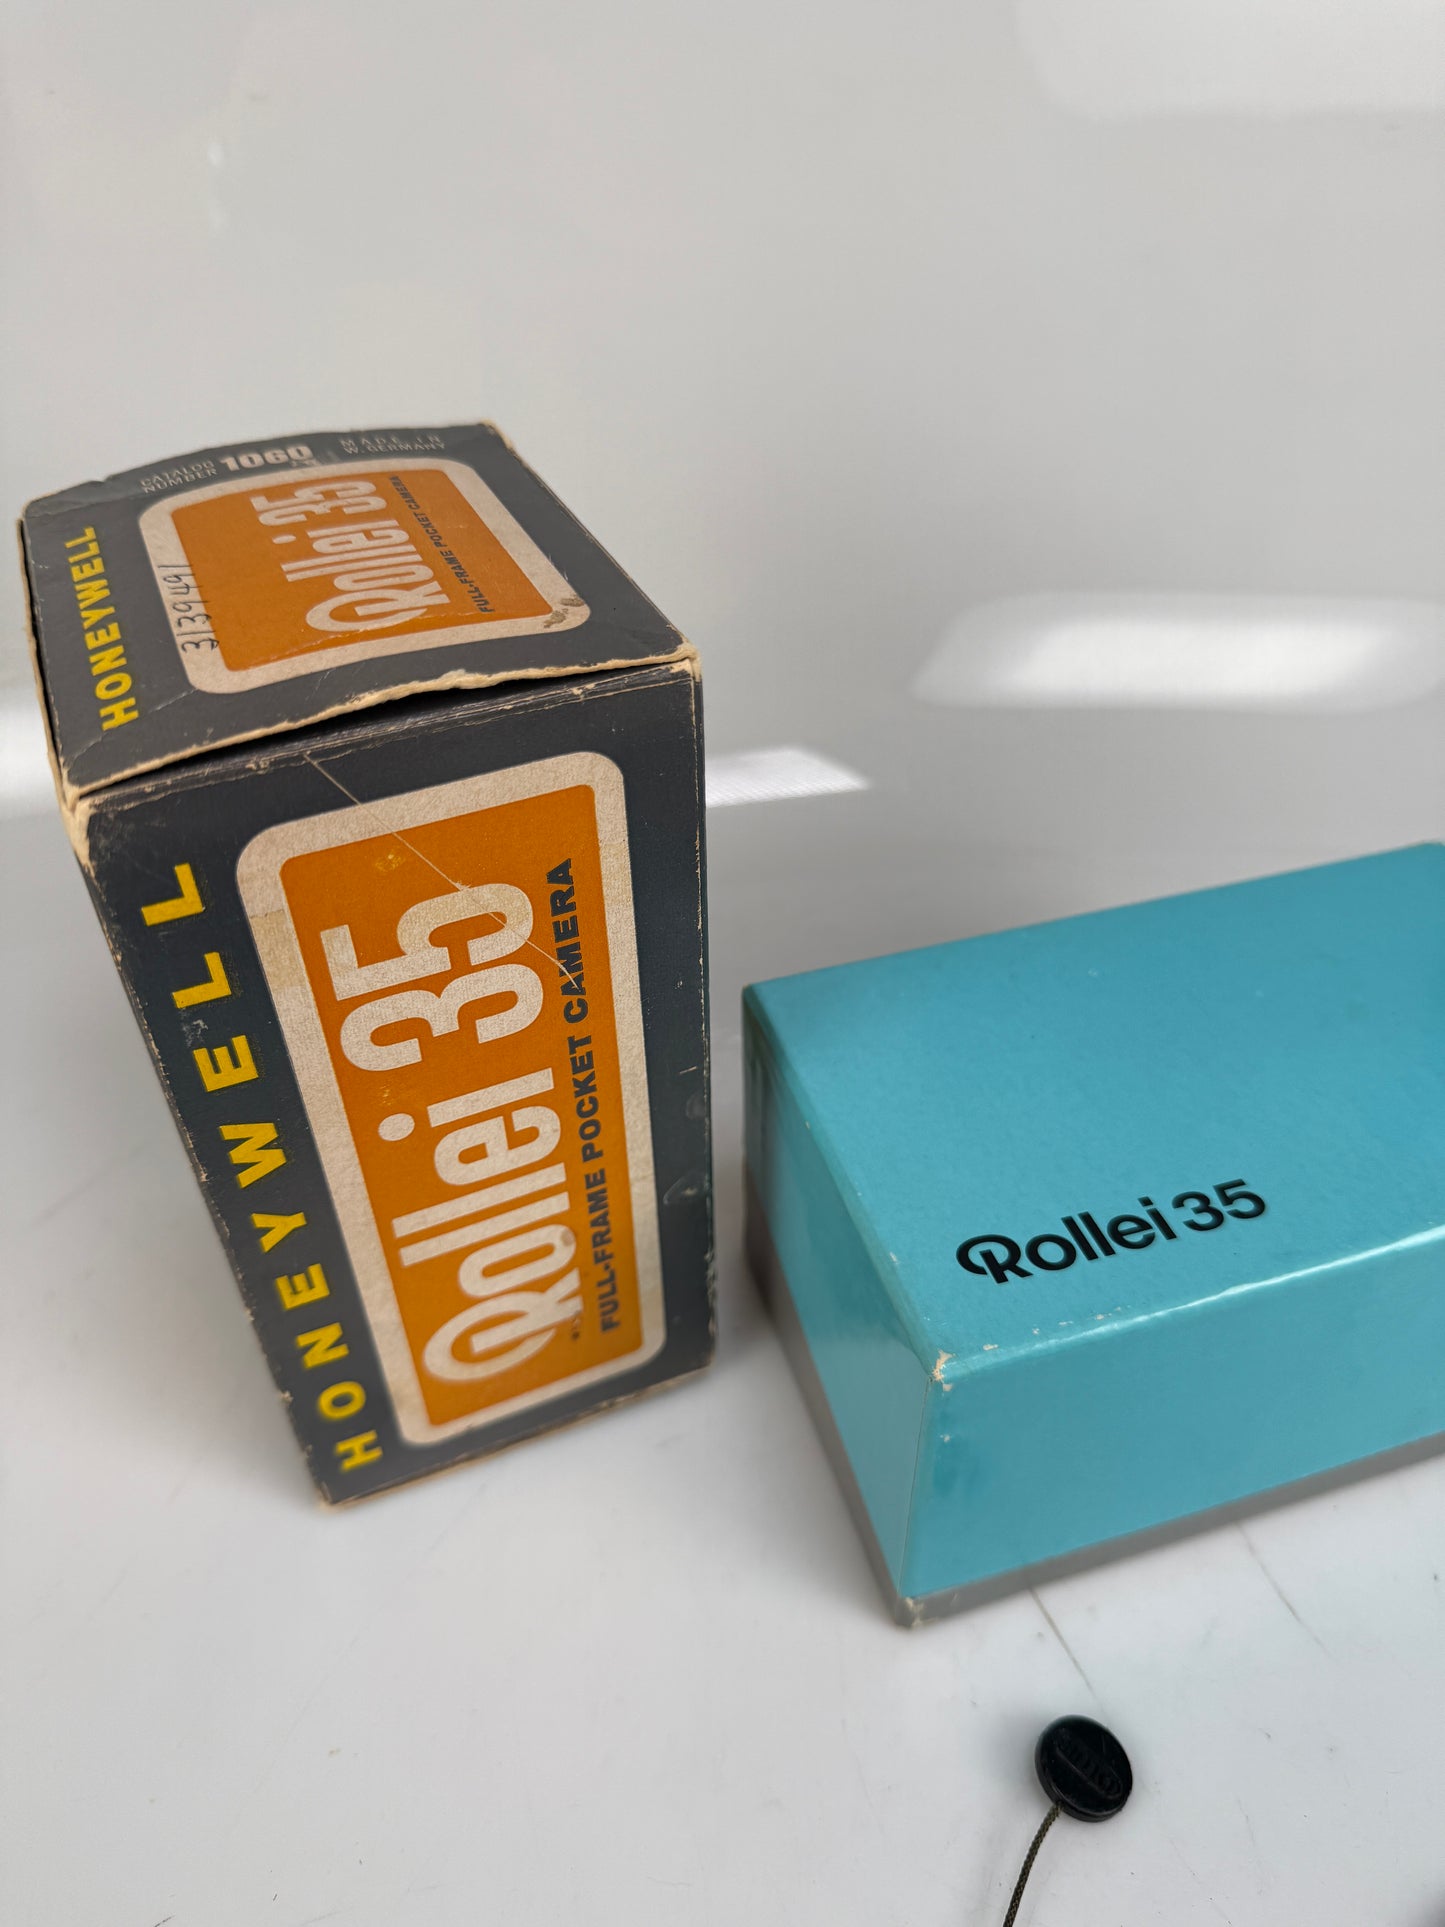 CATALOG
NUMBER 1060
MADE IN
W. GERMANY
HONEYWELL
Rollei 35
FULL-FRAME POCKET CAMERA
3139491
HONEYWELL
Rollei 35
FULL-FRAME POCKET CAMERA
Rollei 35